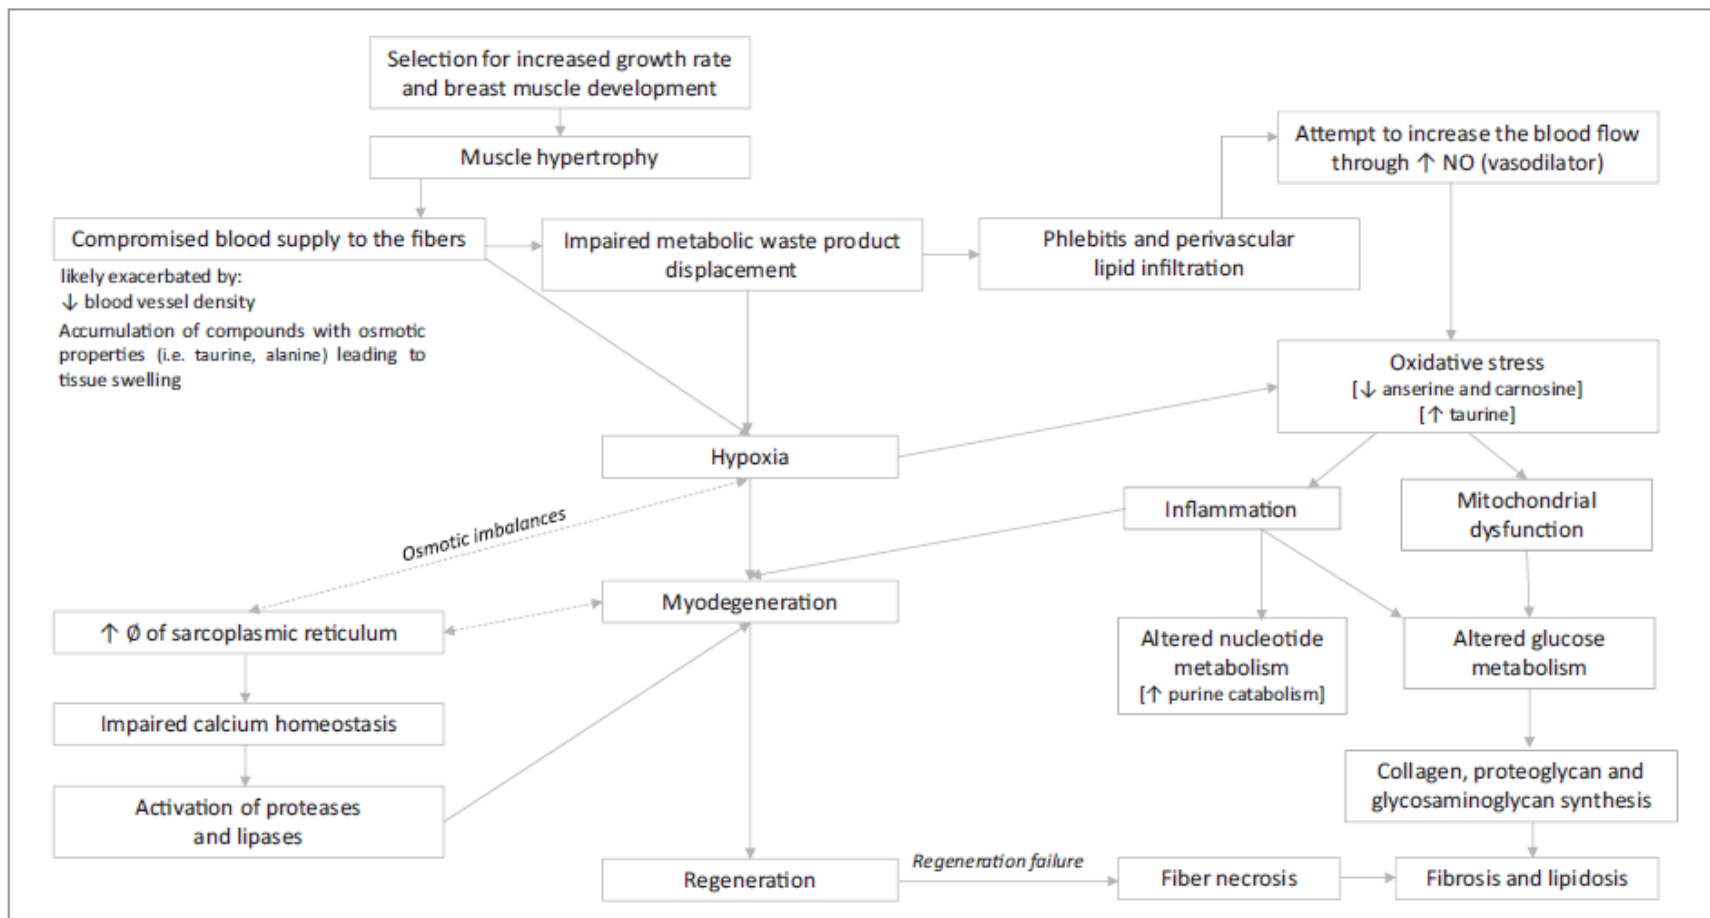 Selection for increased growth rate
and breast muscle development
Muscle hypertrophy
Attempt to increase the blood flow
through ↑ NO (vasodilator)
Compromised blood supply to the fibers
likely exacerbated by:
↓ blood vessel density
Accumulation of compounds with osmotic
properties (i.e. taurine, alanine) leading to
tissue swelling
Impaired metabolic waste product
displacement
Phlebitis and perivascular
lipid infiltration
Oxidative stress
[↓ anserine and carnosine]
[↑ taurine]
Hypoxia
Inflammation
Mitochondrial
dysfunction
Osmotic imbalances
Myodegeneration
↑ Ø of sarcoplasmic reticulum
Altered nucleotide
metabolism
[↑ purine catabolism]
Altered glucose
metabolism
Impaired calcium homeostasis
Collagen, proteoglycan and
glycosaminoglycan synthesis
Activation of proteases
and lipases
Regeneration
Regeneration failure
Fiber necrosis
Fibrosis and lipidosis